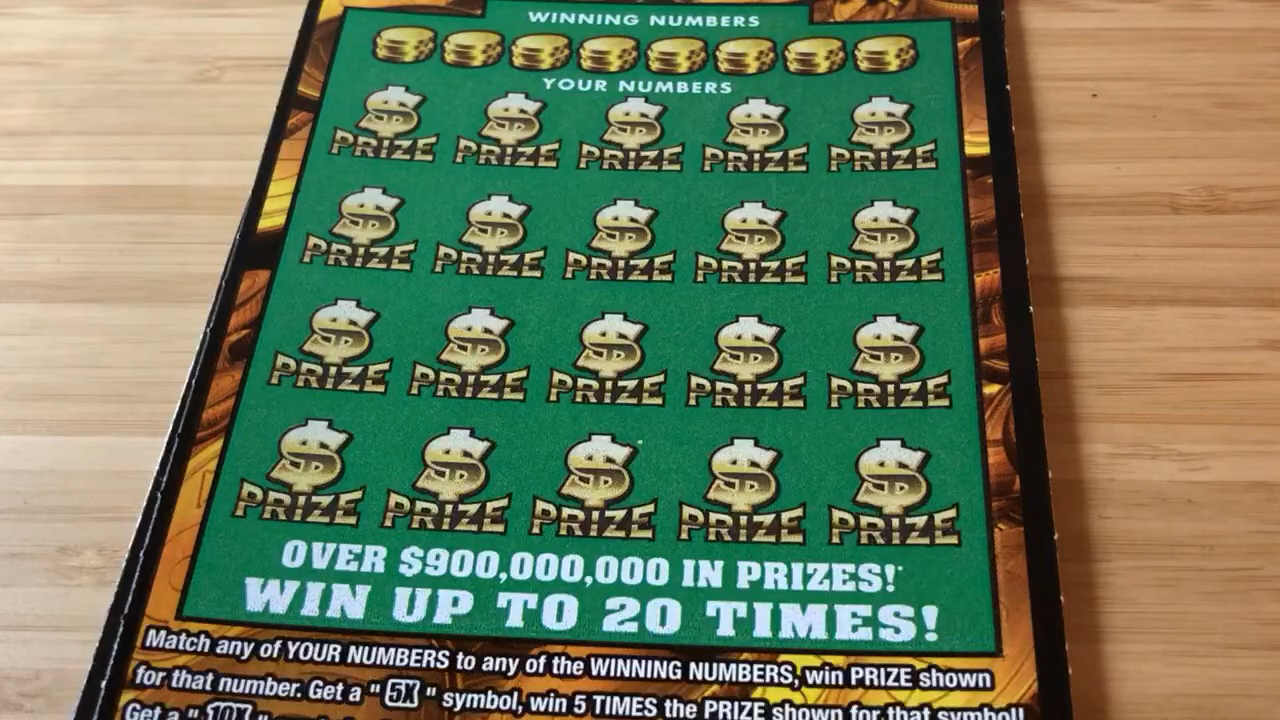 WINNING NUMBERS
YOUR NUMBERS
$ PRIZE $ PRIZE $ PRIZE $ PRIZE $ PRIZE
$ PRIZE $ PRIZE $ PRIZE $ PRIZE $ PRIZE
$ PRIZE $ PRIZE $ PRIZE $ PRIZE $ PRIZE
$ PRIZE $ PRIZE $ PRIZE $ PRIZE $ PRIZE
OVER $900,000,000 IN PRIZES!*
WIN UP TO 20 TIMES!
Match any of YOUR NUMBERS to any of the WINNING NUMBERS, win PRIZE shown
for that number. Get a "5X" symbol, win 5 TIMES the PRIZE shown for that symbol!
Get a "10X"